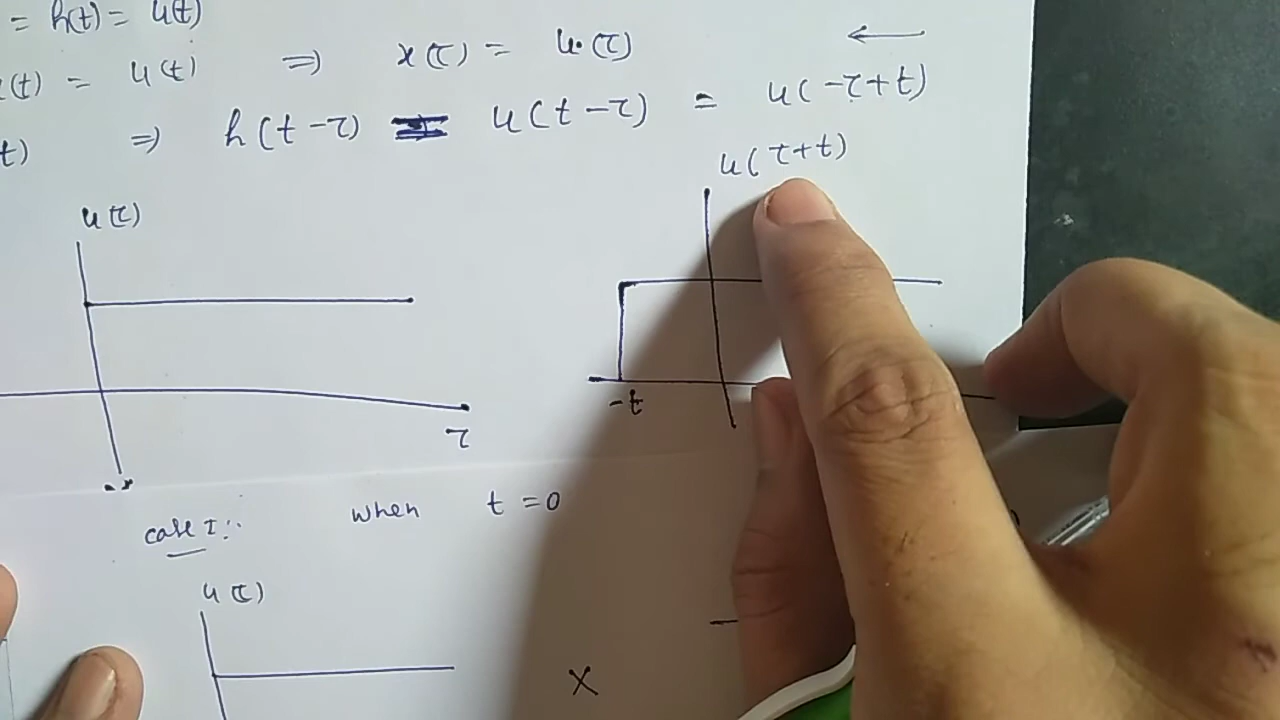 = h(t) = u(t)
(t) = u(t) ⇒ x(τ) = u(τ)
t) ⇒ h(t-τ) = u(t-τ) = u(-τ+t)
u(τ+t)
u(τ)
-t
τ
case I:. when t = 0
u(τ)
X